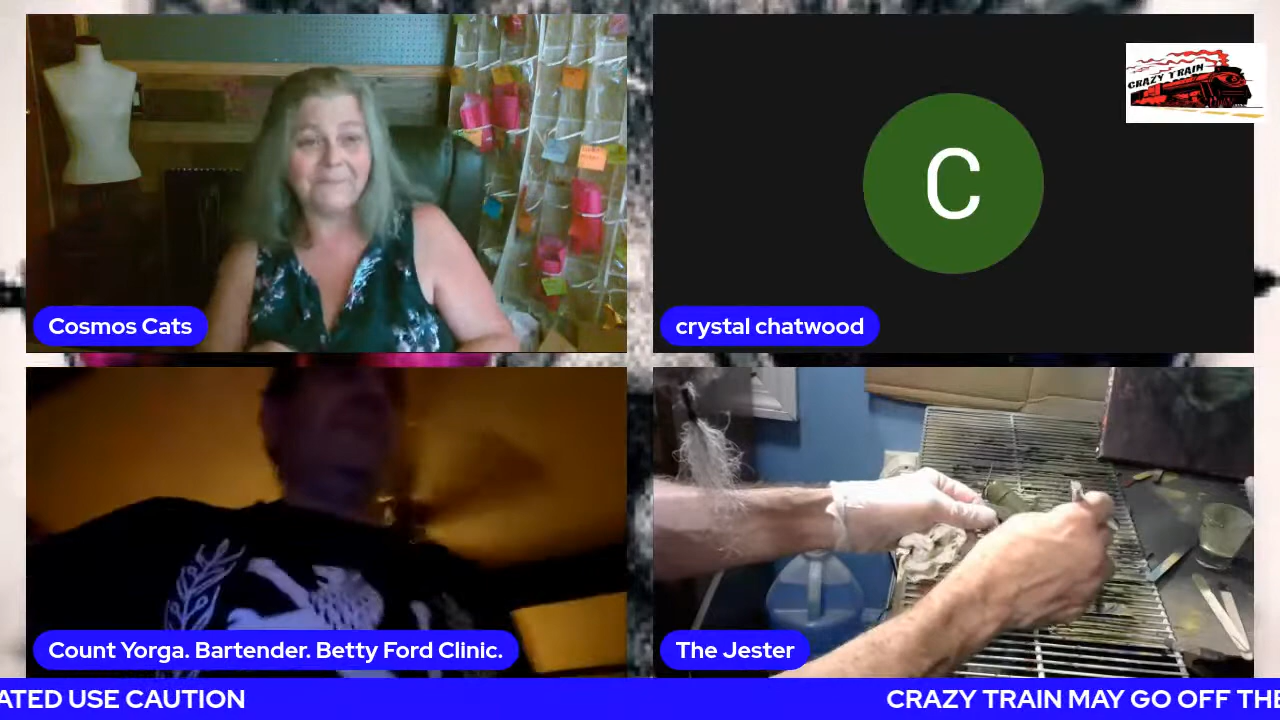 CRAZY TRAIN
Cosmos Cats
C
crystal chatwood
Count Yorga. Bartender. Betty Ford Clinic.
The Jester
ATED USE CAUTION
CRAZY TRAIN MAY GO OFF THE